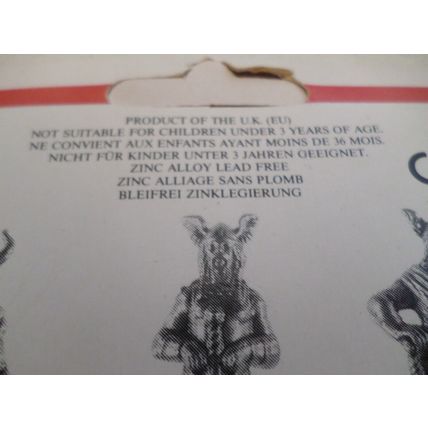 PRODUCT OF THE U.K. (EU)
NOT SUITABLE FOR CHILDREN UNDER 3 YEARS OF AGE.
NE CONVIENT AUX ENFANTS AYANT MOINS DE 36 MOIS.
NICHT FÜR KINDER UNTER 3 JAHREN GEEIGNET.
ZINC ALLOY LEAD FREE
ZINC ALLIAGE SANS PLOMB
BLEIFREI ZINKLEGIERUNG